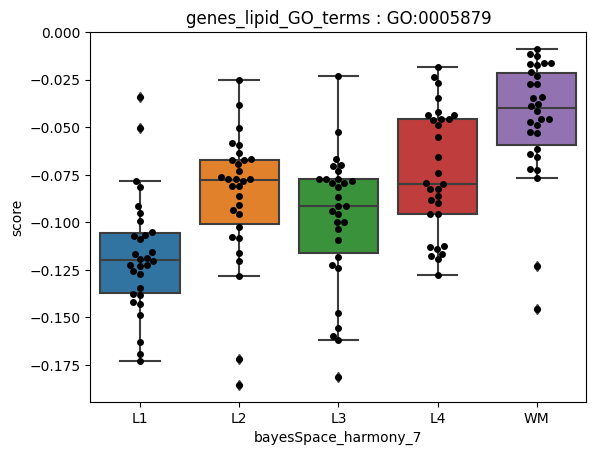 genes_lipid_GO_terms : GO:0005879
0.000
−0.025
−0.050
−0.075
−0.100
−0.125
−0.150
−0.175
score
L1 L2 L3 L4 WM
bayesSpace_harmony_7